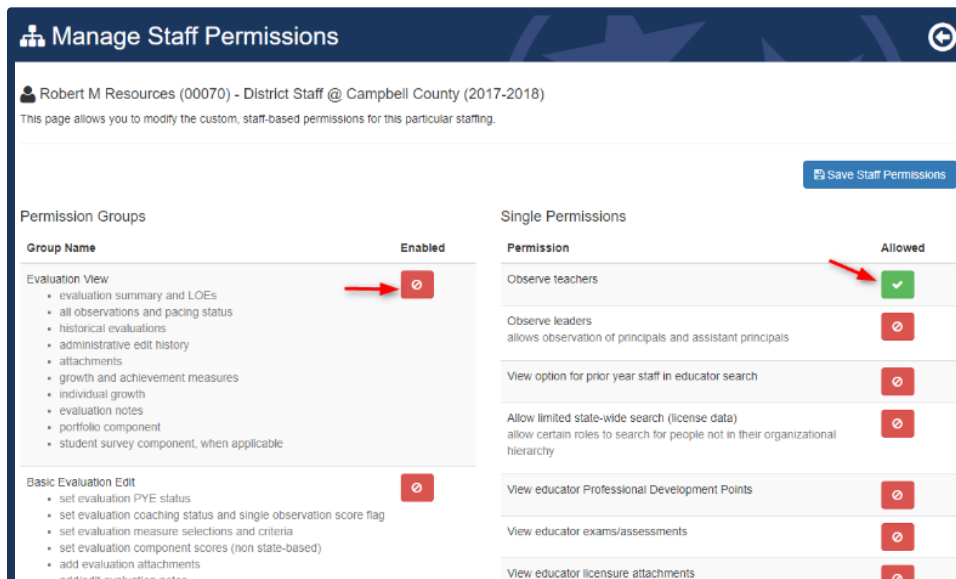 Manage Staff Permissions
Robert M Resources (00070) - District Staff @ Campbell County (2017-2018)
This page allows you to modify the custom, staff-based permissions for this particular staffing.
Save Staff Permissions
Permission Groups
Group Name Enabled
Evaluation View
evaluation summary and LOEs
all observations and pacing status
historical evaluations
administrative edit history
attachments
growth and achievement measures
individual growth
evaluation notes
portfolio component
student survey component, when applicable
Basic Evaluation Edit
set evaluation PYE status
set evaluation coaching status and single observation score flag
set evaluation measure selections and criteria
set evaluation component scores (non state-based)
add evaluation attachments
add/edit evaluation notes
Single Permissions
Permission Allowed
Observe teachers
Observe leaders
allows observation of principals and assistant principals
View option for prior year staff in educator search
Allow limited state-wide search (license data)
allow certain roles to search for people not in their organizational
hierarchy
View educator Professional Development Points
View educator exams/assessments
View educator licensure attachments